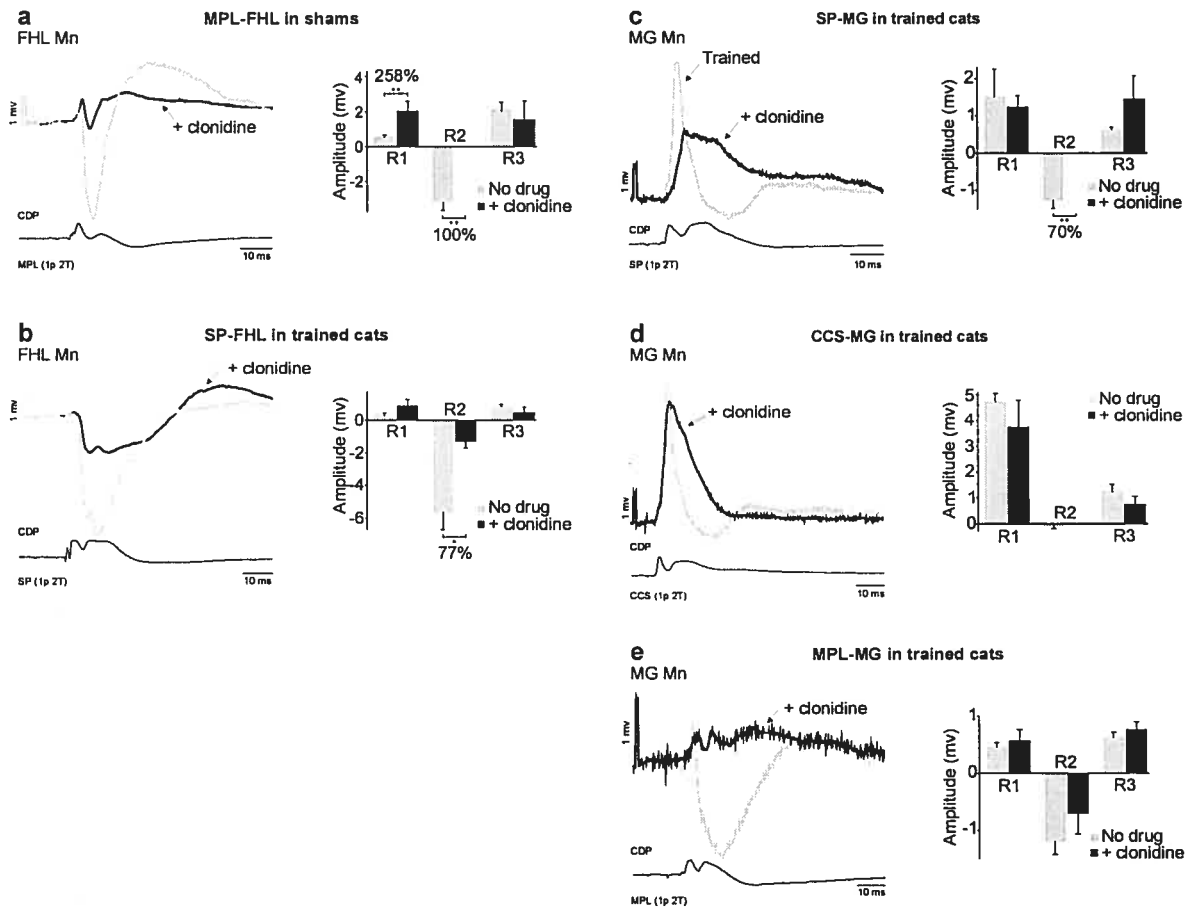 a
MPL-FHL in shams
FHL Mn
1 mv
+ clonidine
CDP
MPL (1p 2T)
10 ms
Amplitude (mv)
4
2
0
-2
258%
**
R1
R2
R3
**
100%
No drug
+ clonidine
b
SP-FHL in trained cats
FHL Mn
1 mv
+ clonidine
CDP
SP (1p 2T)
10 ms
Amplitude (mv)
0
-2
-4
-6
R1
R2
R3
*
77%
No drug
+ clonidine
c
SP-MG in trained cats
MG Mn
Trained
+ clonidine
1 mv
CDP
SP (1p 2T)
10 ms
Amplitude (mv)
2
1
0
-1
R1
R2
R3
**
70%
No drug
+ clonidine
d
CCS-MG in trained cats
MG Mn
+ clonidine
1 mv
CDP
CCS (1p 2T)
10 ms
Amplitude (mv)
5
4
3
2
1
0
R1
R2
R3
No drug
+ clonidine
e
MPL-MG in trained cats
MG Mn
+ clonidine
1 mv
CDP
MPL (1p 2T)
10 ms
Amplitude (mv)
1
0
-1
R1
R2
R3
No drug
+ clonidine